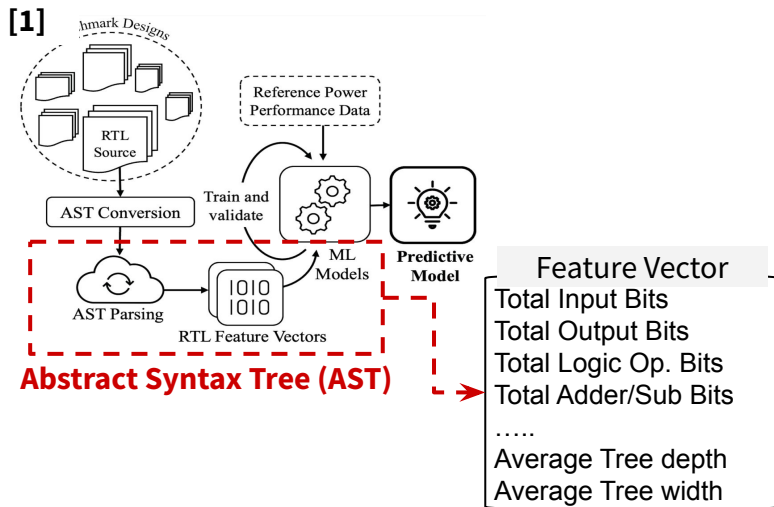 [1]
hmark Designs
RTL
Source
Reference Power
Performance Data
Train and
validate
AST Conversion
ML
Models
Predictive
Model
AST Parsing
1010
1010
RTL Feature Vectors
Abstract Syntax Tree (AST)
Feature Vector
Total Input Bits
Total Output Bits
Total Logic Op. Bits
Total Adder/Sub Bits
…..
Average Tree depth
Average Tree width